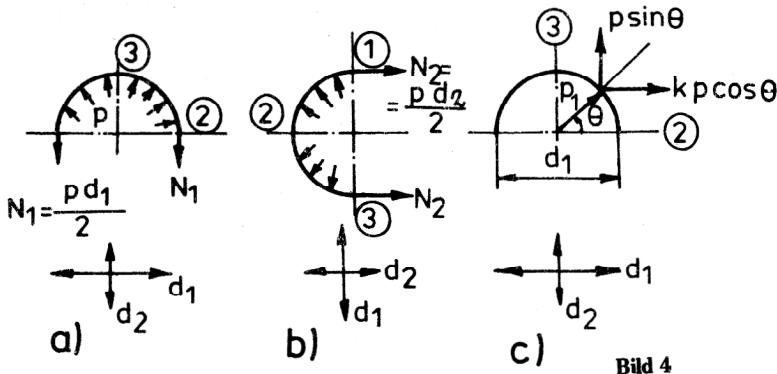 ③
p
②
N₁
N₁ = pd₁/2
d₁
d₂
a)
①
N₂ =
= pd₂/2
②
N₂
③
d₂
d₁
b)
p sinθ
③
k p cosθ
p₁
θ
②
d₁
d₁
d₂
c)
Bild 4